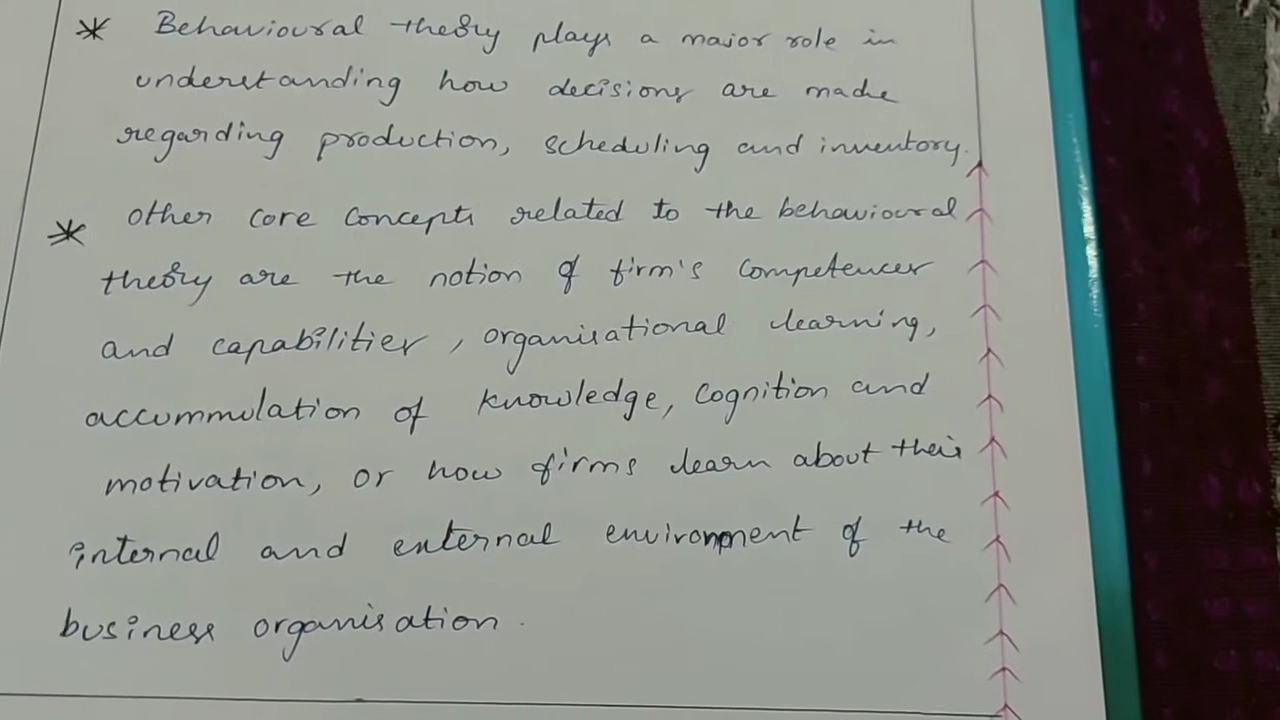 * Behavioural theory plays a major role in
understanding how decisions are made
regarding production, scheduling and inventory.
* Other core concepts related to the behavioural
theory are the notion of firm's competences
and capabilities, organisational learning,
accummulation of knowledge, cognition and
motivation, or how firms learn about their
internal and external environment of the
business organisation.